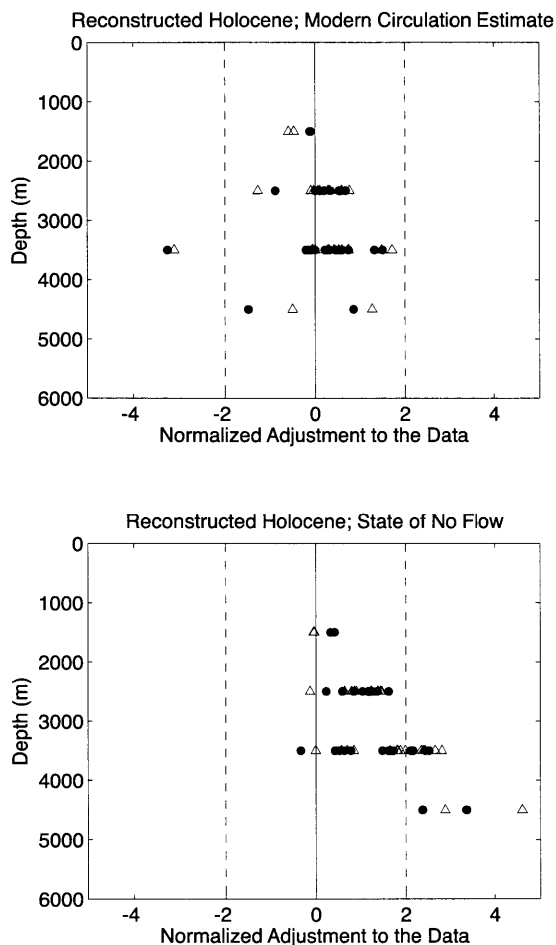 Reconstructed Holocene; Modern Circulation Estimate
0
1000
2000
3000
4000
5000
6000
Depth (m)
-4 -2 0 2 4
Normalized Adjustment to the Data
Reconstructed Holocene; State of No Flow
0
1000
2000
3000
4000
5000
6000
Depth (m)
-4 -2 0 2 4
Normalized Adjustment to the Data